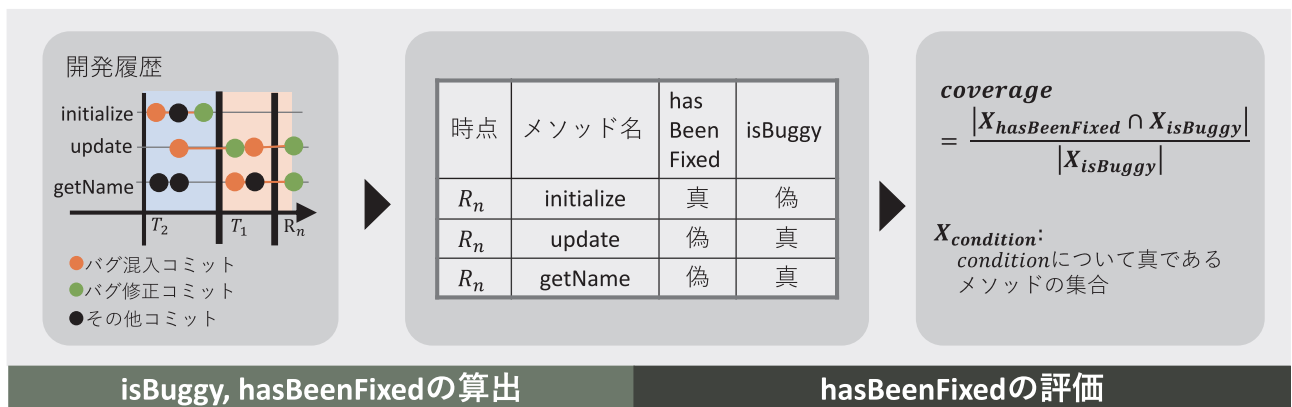 開発履歴
initialize
update
getName
T₂ T₁ Rₙ
バグ混入コミット
バグ修正コミット
その他コミット
時点 メソッド名 has Been Fixed isBuggy
Rₙ initialize 真 偽
Rₙ update 偽 真
Rₙ getName 偽 真
coverage
= |X_hasBeenFixed ∩ X_isBuggy|
|X_isBuggy|
X_condition:
conditionについて真である
メソッドの集合
isBuggy, hasBeenFixedの算出
hasBeenFixedの評価